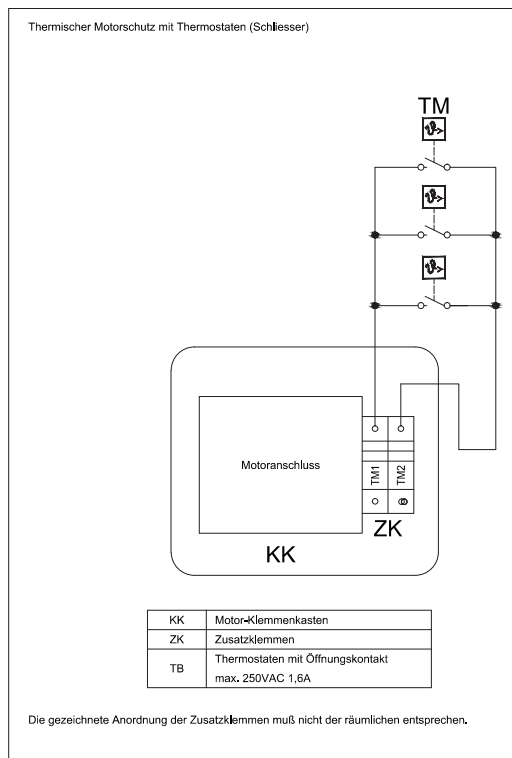 Thermischer Motorschutz mit Thermostaten (Schliesser)
TM
Motoranschluss
TM1
TM2
ZK
KK
KK Motor-Klemmenkasten
ZK Zusatzklemmen
TB Thermostaten mit Öffnungskontakt
max. 250VAC 1,6A
Die gezeichnete Anordnung der Zusatzklemmen muß nicht der räumlichen entsprechen.